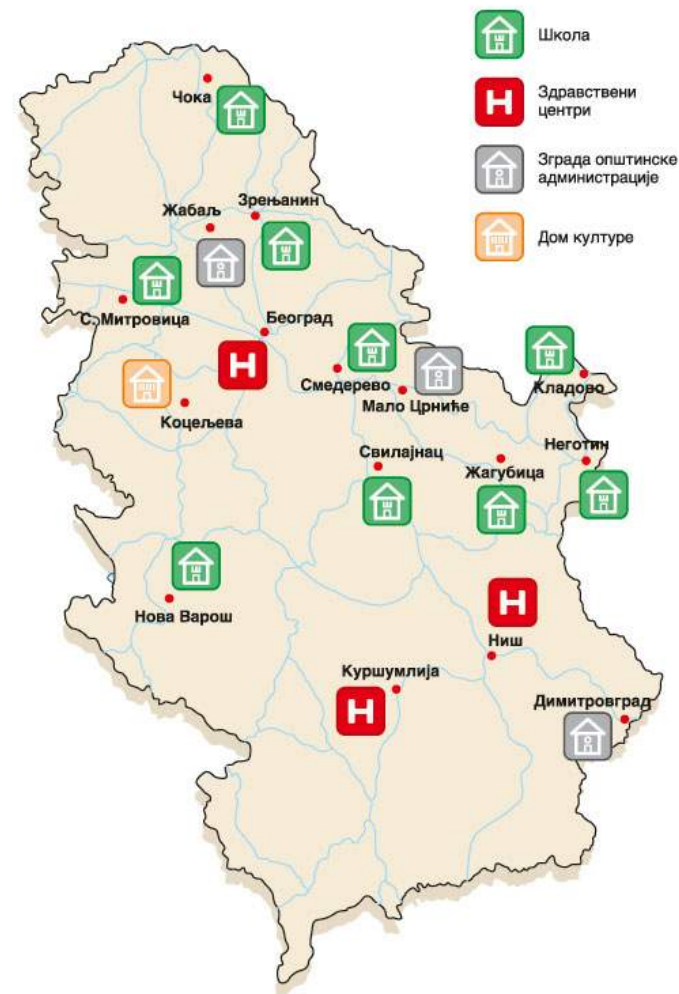 Школа
Здравствени
центри
Зграда општинске
администрације
Дом културе
Чока
Зрењанин
Жабаљ
С. Митровица
Београд
Смедерево
Мало Црниће
Кладово
Коцељева
Свилајнац
Жагубица
Неготин
Нова Варош
Ниш
Куршумлија
Димитровград
H
H
H
H